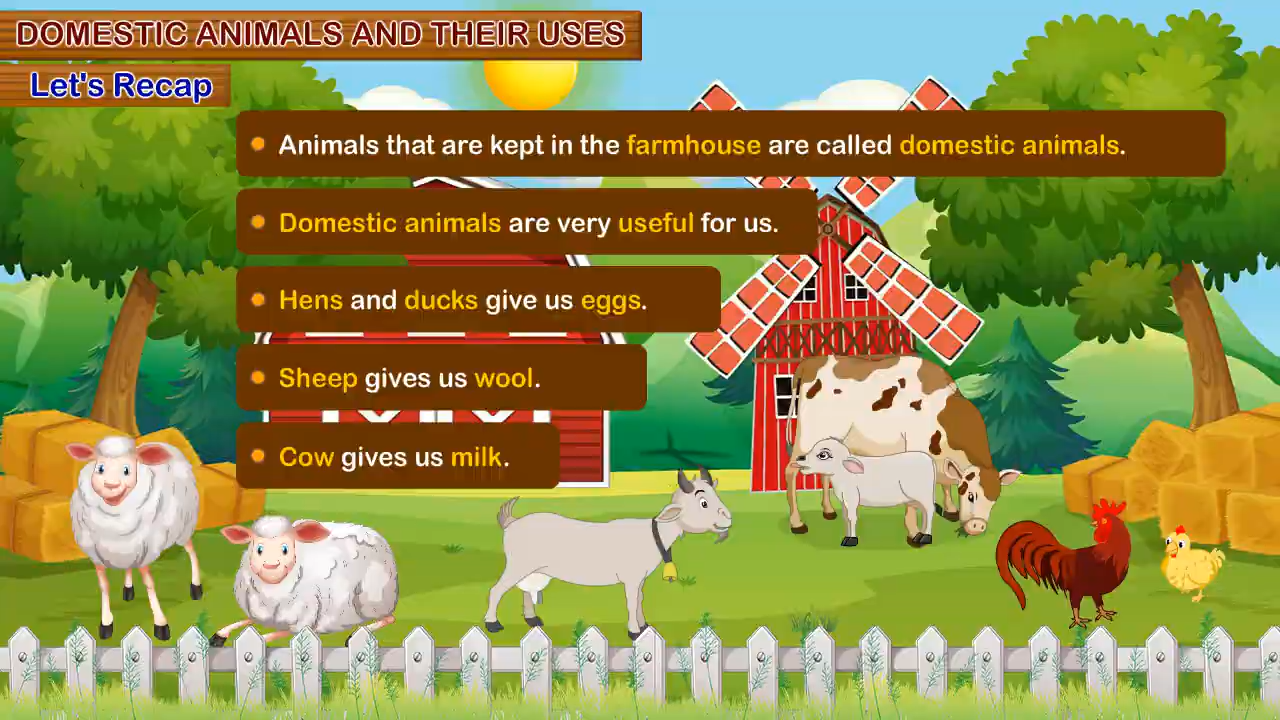 DOMESTIC ANIMALS AND THEIR USES
Let's Recap
• Animals that are kept in the farmhouse are called domestic animals.
• Domestic animals are very useful for us.
• Hens and ducks give us eggs.
• Sheep gives us wool.
• Cow gives us milk.